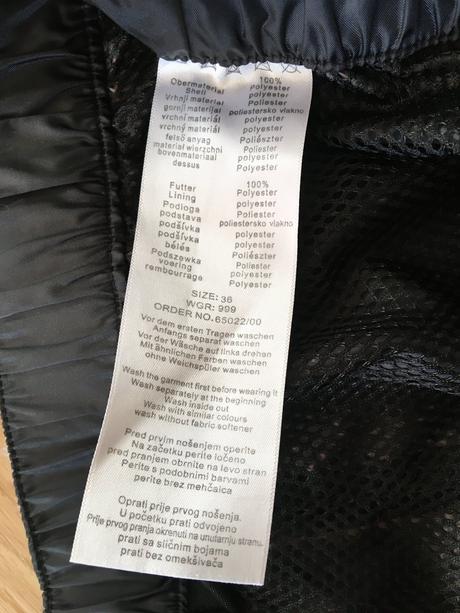 Obermaterial 100%
Shell Polyester
Vrhnji material polyester
gornji materijal Poliester
vrchní materiál poliestersko vlakno
vrchný materiál polyester
felső anyag polyester
materiał wierzchni Poliészter
bovenmateriaal Poliester
dessus polyester
Polyester
Futter 100%
Lining Polyester
Podloga polyester
postava polyester
podšívka poliestersko vlakno
podšívka polyester
bélés polyester
Podszewka Poliészter
voering Poliester
rembourrage polyester
Polyester
SIZE: 36
WGR: 999
ORDER NO.65022/00
Vor dem ersten Tragen waschen
Anfangs separat waschen
Vor der Wäsche auf links drehen
Mit ähnlichen Farben waschen
ohne Weichspüler waschen
Wash the garment first before wearing it
Wash separately at the beginning
Wash inside out
Wash with similar colours
wash without fabric softener
Pred prvim nošenjem operite
Na začetku perite ločeno
pred pranjem obrnite na levo stran
Perite s podobnimi barvami
perite brez mehčalca
Oprati prije prvog nošenja.
U početku prati odvojeno
Prije prvog pranja okrenuti na unutarnju stranu.
prati sa sličnim bojama
prati bez omekšivača